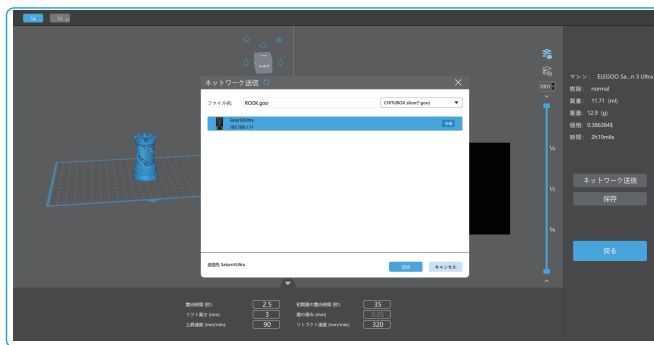 ネットワーク送信
ファイル名: ROOK.goo
CHITUBOX slicer(*.goo)
Saturn3Ultra
192.168.1.11
送信先 Saturn3Ultra
送信
キャンセル
1001
マシン: ELEGOO Sa...n 3 Ultra
樹脂: normal
質量: 11.71 (ml)
重量: 12.9 (g)
価格: 0.386384$
時間: 2h19m6s
ネットワーク送信
保存
戻る
露光時間 (秒): 2.5
初期層の露光時間 (秒): 35
リフト高さ (mm) 3
層の厚み (mm) 0.05
上昇速度 (mm/min): 90
リトラクト速度 (mm/min): 320